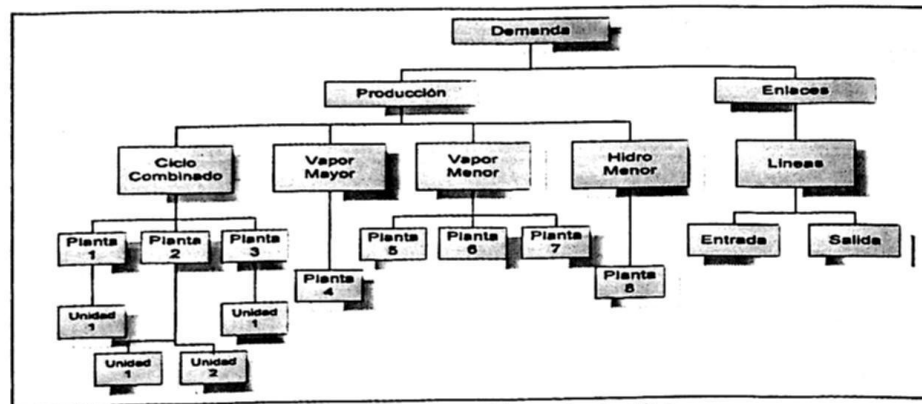 Demanda
Producción
Enlaces
Ciclo
Combinado
Vapor
Mayor
Vapor
Menor
Hidro
Menor
Líneas
Planta
1
Planta
2
Planta
3
Planta
4
Planta
5
Planta
6
Planta
7
Planta
8
Entrada
Salida
Unidad
1
Unidad
1
Unidad
1
Unidad
2